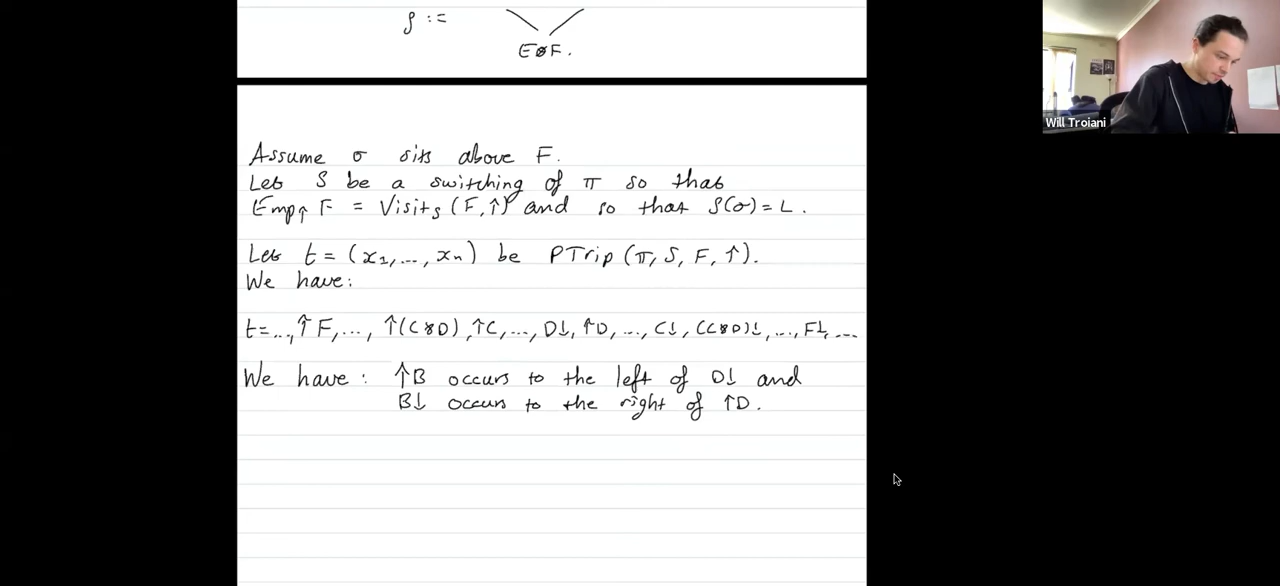 ρ :=
E⊗F.
Will Troiani
Assume σ sits above F.
Let S be a switching of π so that
Emp↑ F = Visits (F,↑) and so that S(σ) = L.
Let t = (x₁,..., xₙ) be PTrip (π, S, F, ↑).
We have:
t=..., ↑F,..., ↑(C⅋D), ↑C, ..., D↓, ↑D, ..., C↓, (C⅋D)↓, ..., F↓, ...
We have: ↑B occurs to the left of D↓ and
B↓ occurs to the right of ↑D.